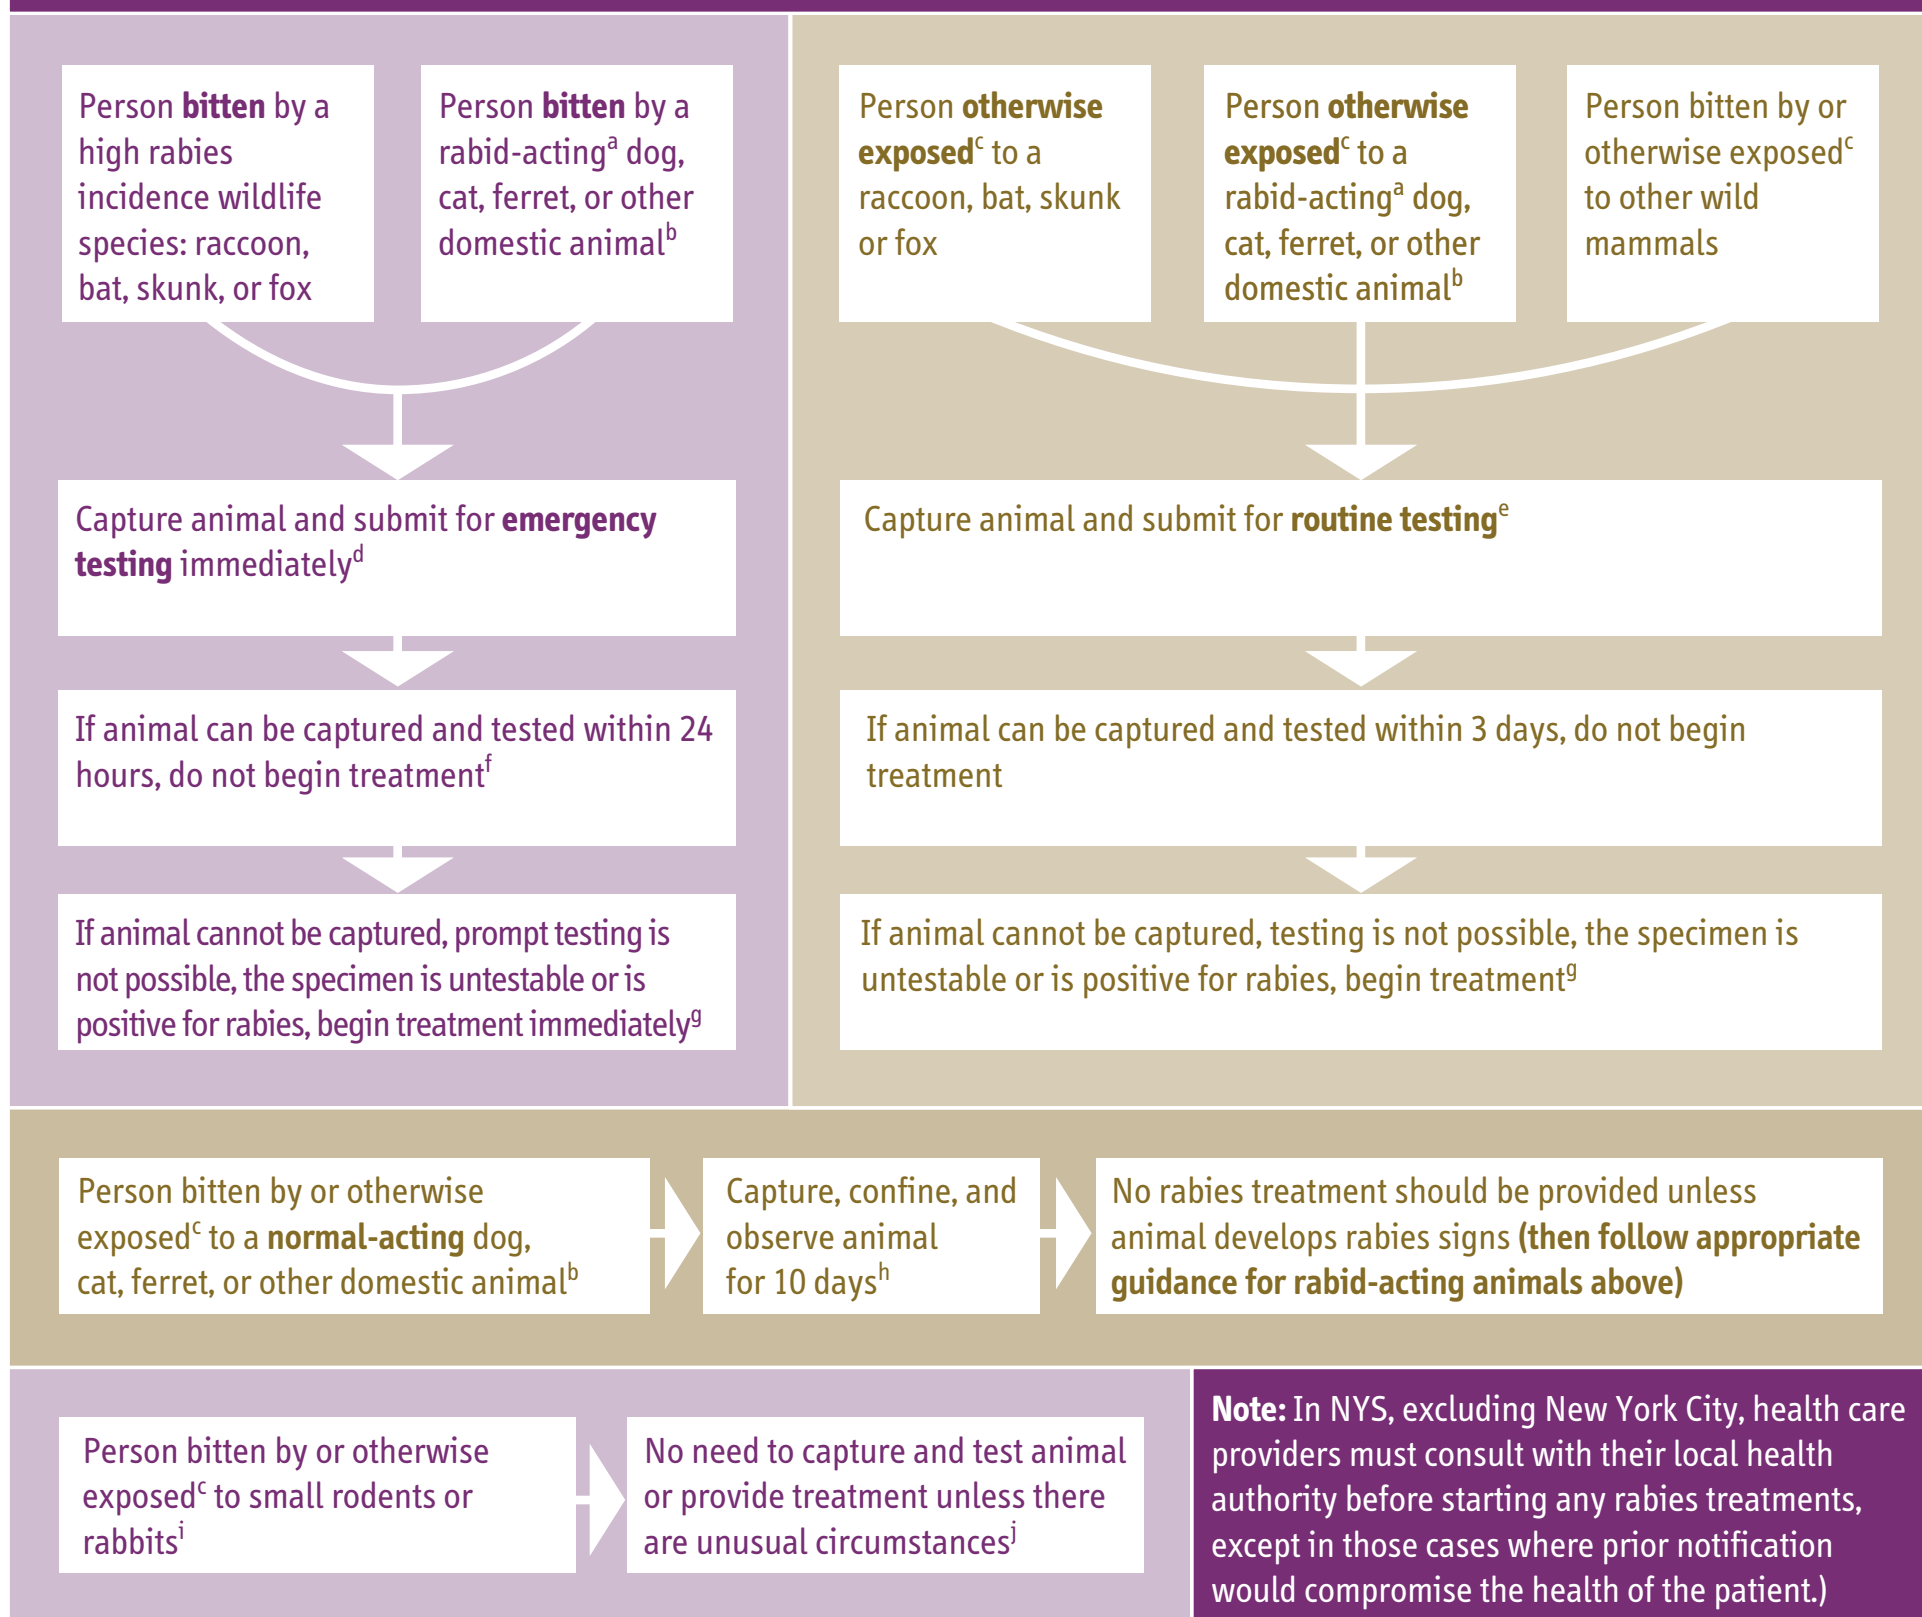 Person bitten by a
high rabies
incidence wildlife
species: raccoon,
bat, skunk, or fox
Person bitten by a
rabid-actingᵃ dog,
cat, ferret, or other
domestic animalᵇ
Capture animal and submit for emergency
testing immediatelyᵈ
If animal can be captured and tested within 24
hours, do not begin treatmentᶠ
If animal cannot be captured, prompt testing is
not possible, the specimen is untestable or is
positive for rabies, begin treatment immediatelyᵍ
Person otherwise
exposedᶜ to a
raccoon, bat, skunk
or fox
Person otherwise
exposedᶜ to a
rabid-actingᵃ dog,
cat, ferret, or other
domestic animalᵇ
Person bitten by or
otherwise exposedᶜ
to other wild
mammals
Capture animal and submit for routine testingᵉ
If animal can be captured and tested within 3 days, do not begin
treatment
If animal cannot be captured, testing is not possible, the specimen is
untestable or is positive for rabies, begin treatmentᵍ
Person bitten by or otherwise
exposedᶜ to a normal-acting dog,
cat, ferret, or other domestic animalᵇ
Capture, confine, and
observe animal
for 10 daysʰ
No rabies treatment should be provided unless
animal develops rabies signs (then follow appropriate
guidance for rabid-acting animals above)
Person bitten by or otherwise
exposedᶜ to small rodents or
rabbitsⁱ
No need to capture and test animal
or provide treatment unless there
are unusual circumstancesʲ
Note: In NYS, excluding New York City, health care
providers must consult with their local health
authority before starting any rabies treatments,
except in those cases where prior notification
would compromise the health of the patient.)